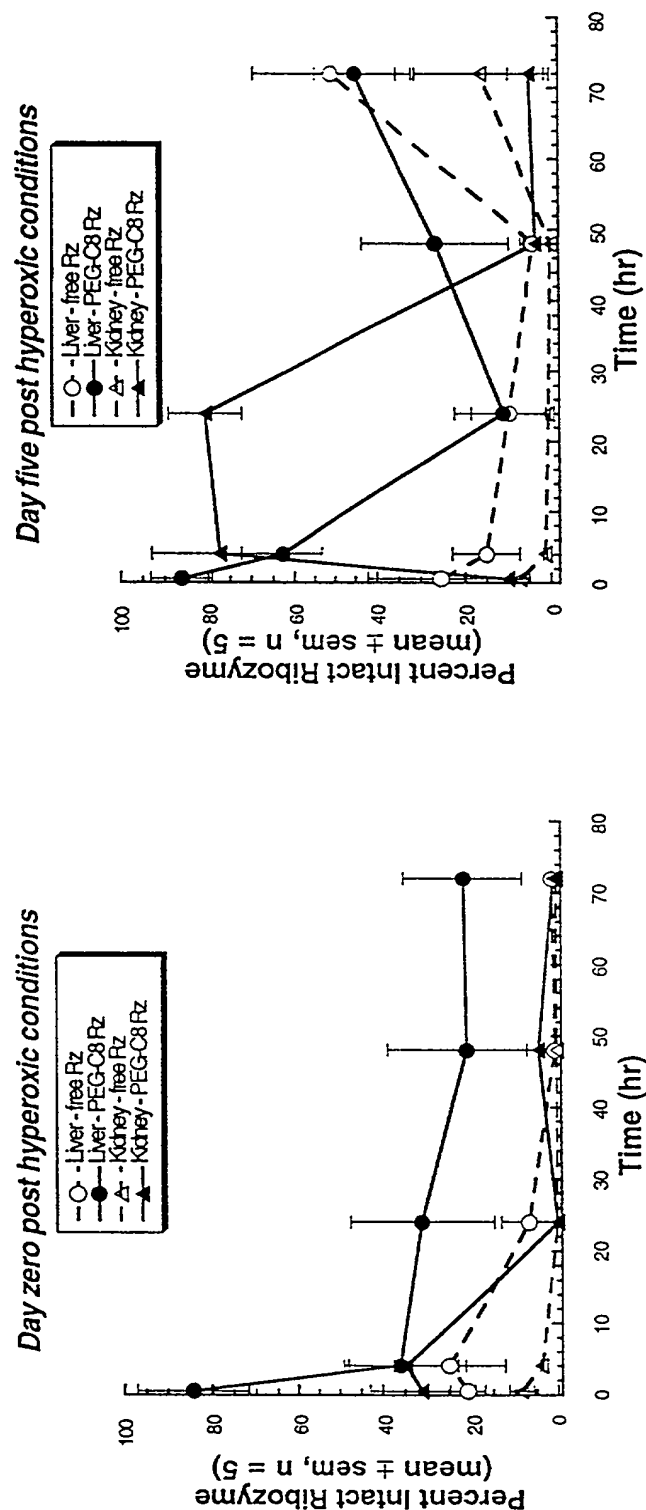 Day zero post hyperoxic conditions
Liver - free Rz
Liver - PEG-C8 Rz
Kidney - free Rz
Kidney - PEG-C8 Rz
Percent Intact Ribozyme
(mean ± sem, n = 5)
100
80
60
40
20
0
0
10
20
30
40
50
60
70
80
Time (hr)
Day five post hyperoxic conditions
Liver - free Rz
Liver - PEG-C8 Rz
Kidney - free Rz
Kidney - PEG-C8 Rz
Percent Intact Ribozyme
(mean ± sem, n = 5)
100
80
60
40
20
0
0
10
20
30
40
50
60
70
80
Time (hr)